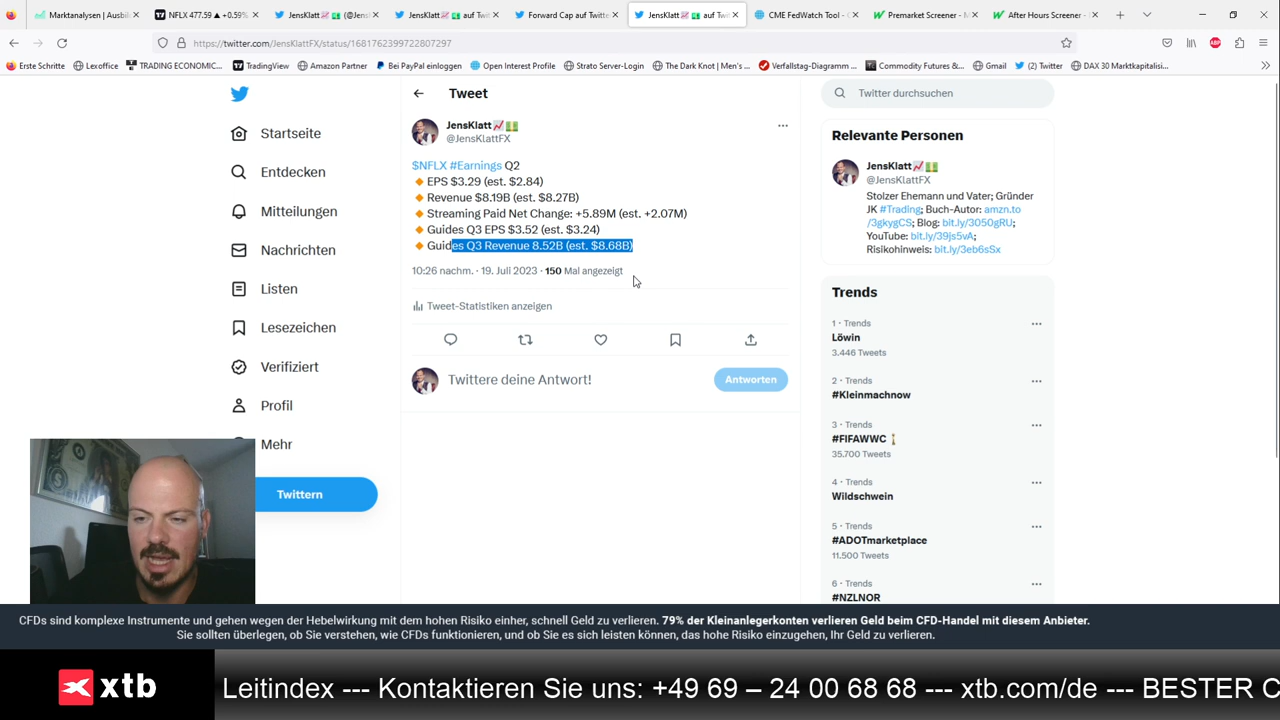 Marktanalysen | Ausbil
NFLX 477.59 ▲ +0.59%
JensKlatt📈💵 (@JensK
JensKlatt📈💵 auf Twit
Forward Cap auf Twitter
JensKlatt📈💵 auf Twit
CME FedWatch Tool - C
Premarket Screener - M
After Hours Screener -
https://twitter.com/JensKlattFX/status/1681762399722807297
Erste Schritte
Lexoffice
TRADING ECONOMIC...
TradingView
Amazon Partner
Bei PayPal einloggen
Open Interest Profile
Strato Server-Login
The Dark Knot | Men's ...
Verfallstag-Diagramm ...
Commodity Futures &...
Gmail
(2) Twitter
DAX 30 Marktkapitalisi...
Startseite
Entdecken
Mitteilungen
Nachrichten
Listen
Lesezeichen
Verifiziert
Profil
Mehr
Twittern
Tweet
JensKlatt📈💵
@JensKlattFX
$NFLX #Earnings Q2
🔸EPS $3.29 (est. $2.84)
🔸Revenue $8.19B (est. $8.27B)
🔸Streaming Paid Net Change: +5.89M (est. +2.07M)
🔸Guides Q3 EPS $3.52 (est. $3.24)
🔸Guides Q3 Revenue 8.52B (est. $8.68B)
10:26 nachm. · 19. Juli 2023 · 150 Mal angezeigt
Tweet-Statistiken anzeigen
Twittere deine Antwort!
Antworten
Twitter durchsuchen
Relevante Personen
JensKlatt📈💵
@JensKlattFX
Stolzer Ehemann und Vater; Gründer
JK #Trading; Buch-Autor: amzn.to
/3gkygCS; Blog: bit.ly/3050gRU;
YouTube: bit.ly/39js5vA;
Risikohinweis: bit.ly/3eb6sSx
Trends
1 · Trends
Löwin
3.446 Tweets
2 · Trends
#Kleinmachnow
3 · Trends
#FIFAWWC
35.700 Tweets
4 · Trends
Wildschwein
5 · Trends
#ADOTmarketplace
11.500 Tweets
6 · Trends
#NZLNOR
CFDs sind komplexe Instrumente und gehen wegen der Hebelwirkung mit dem hohen Risiko einher, schnell Geld zu verlieren. 79% der Kleinanlegerkonten verlieren Geld beim CFD-Handel mit diesem Anbieter.
Sie sollten überlegen, ob Sie verstehen, wie CFDs funktionieren, und ob Sie es sich leisten können, das hohe Risiko einzugehen, Ihr Geld zu verlieren.
xtb
Leitindex --- Kontaktieren Sie uns: +49 69 – 24 00 68 68 --- xtb.com/de --- BESTER C